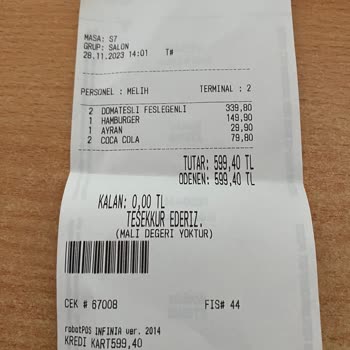 MASA: S7
GRUP: SALON
28.11.2023 14:01 T#
PERSONEL : MELIH TERMINAL : 2
2 DOMATESLI FESLEGENLI 339,80
1 HAMBURGER 149,90
1 AYRAN 29,90
2 COCA COLA 79,80
TUTAR: 599,40 TL
ODENEN: 599,40 TL
KALAN: 0,00 TL
TESEKKUR EDERIZ.
(MALI DEGERI YOKTUR)
CEK # 67008 FIS# 44
robotPOS INFINIA ver. 2014
KREDI KART599,40